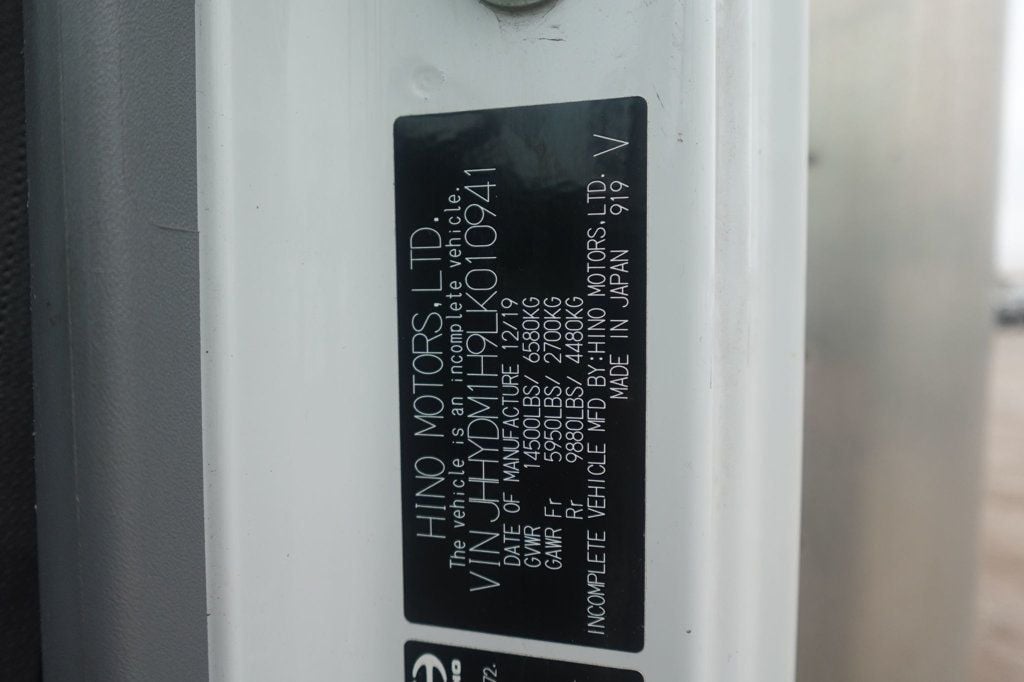 HINO MOTORS, LTD.
The vehicle is an incomplete vehicle.
VIN JHHYDM1H9LK010941
DATE OF MANUFACTURE 12/19
GVWR 14500LBS/ 6580KG
GAWR Fr 5950LBS/ 2700KG
Rr 9880LBS/ 4480KG
INCOMPLETE VEHICLE MFD BY:HINO MOTORS,LTD. V
MADE IN JAPAN 919
72.